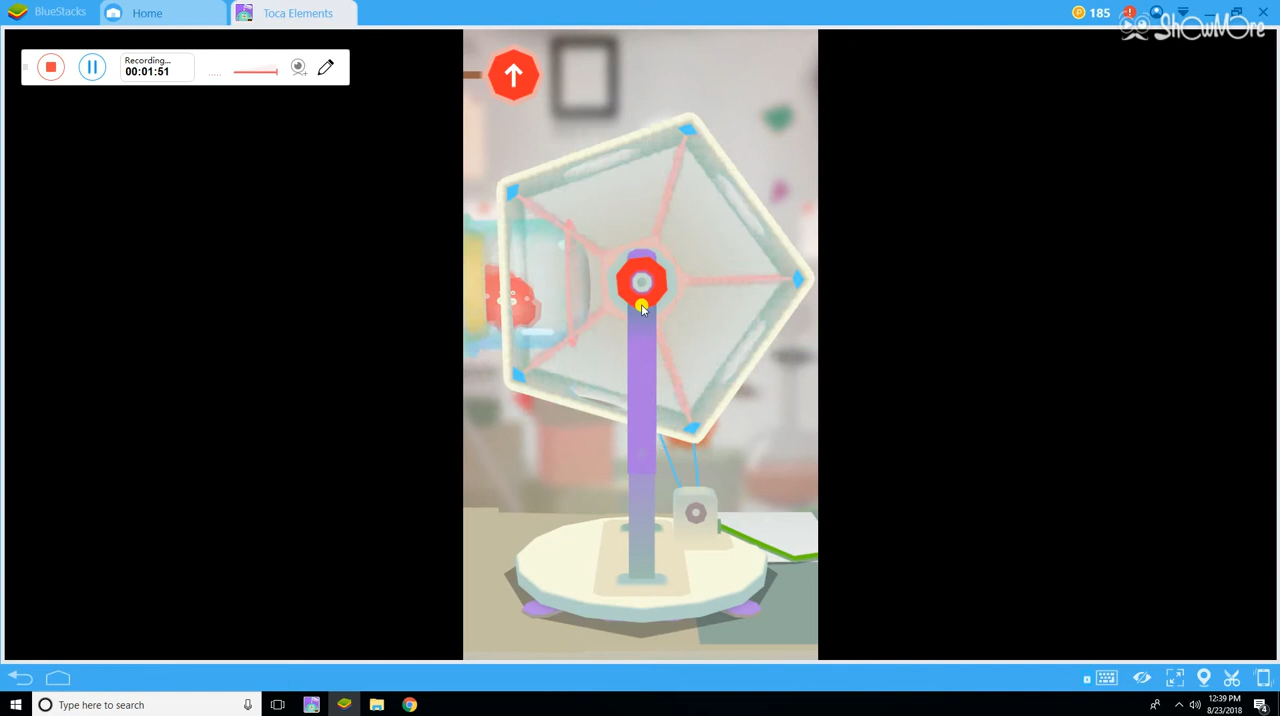 BlueStacks
Home
Toca Elements
185
ShowMore
Recording...
00:01:51
Type here to search
12:39 PM
8/23/2018
4